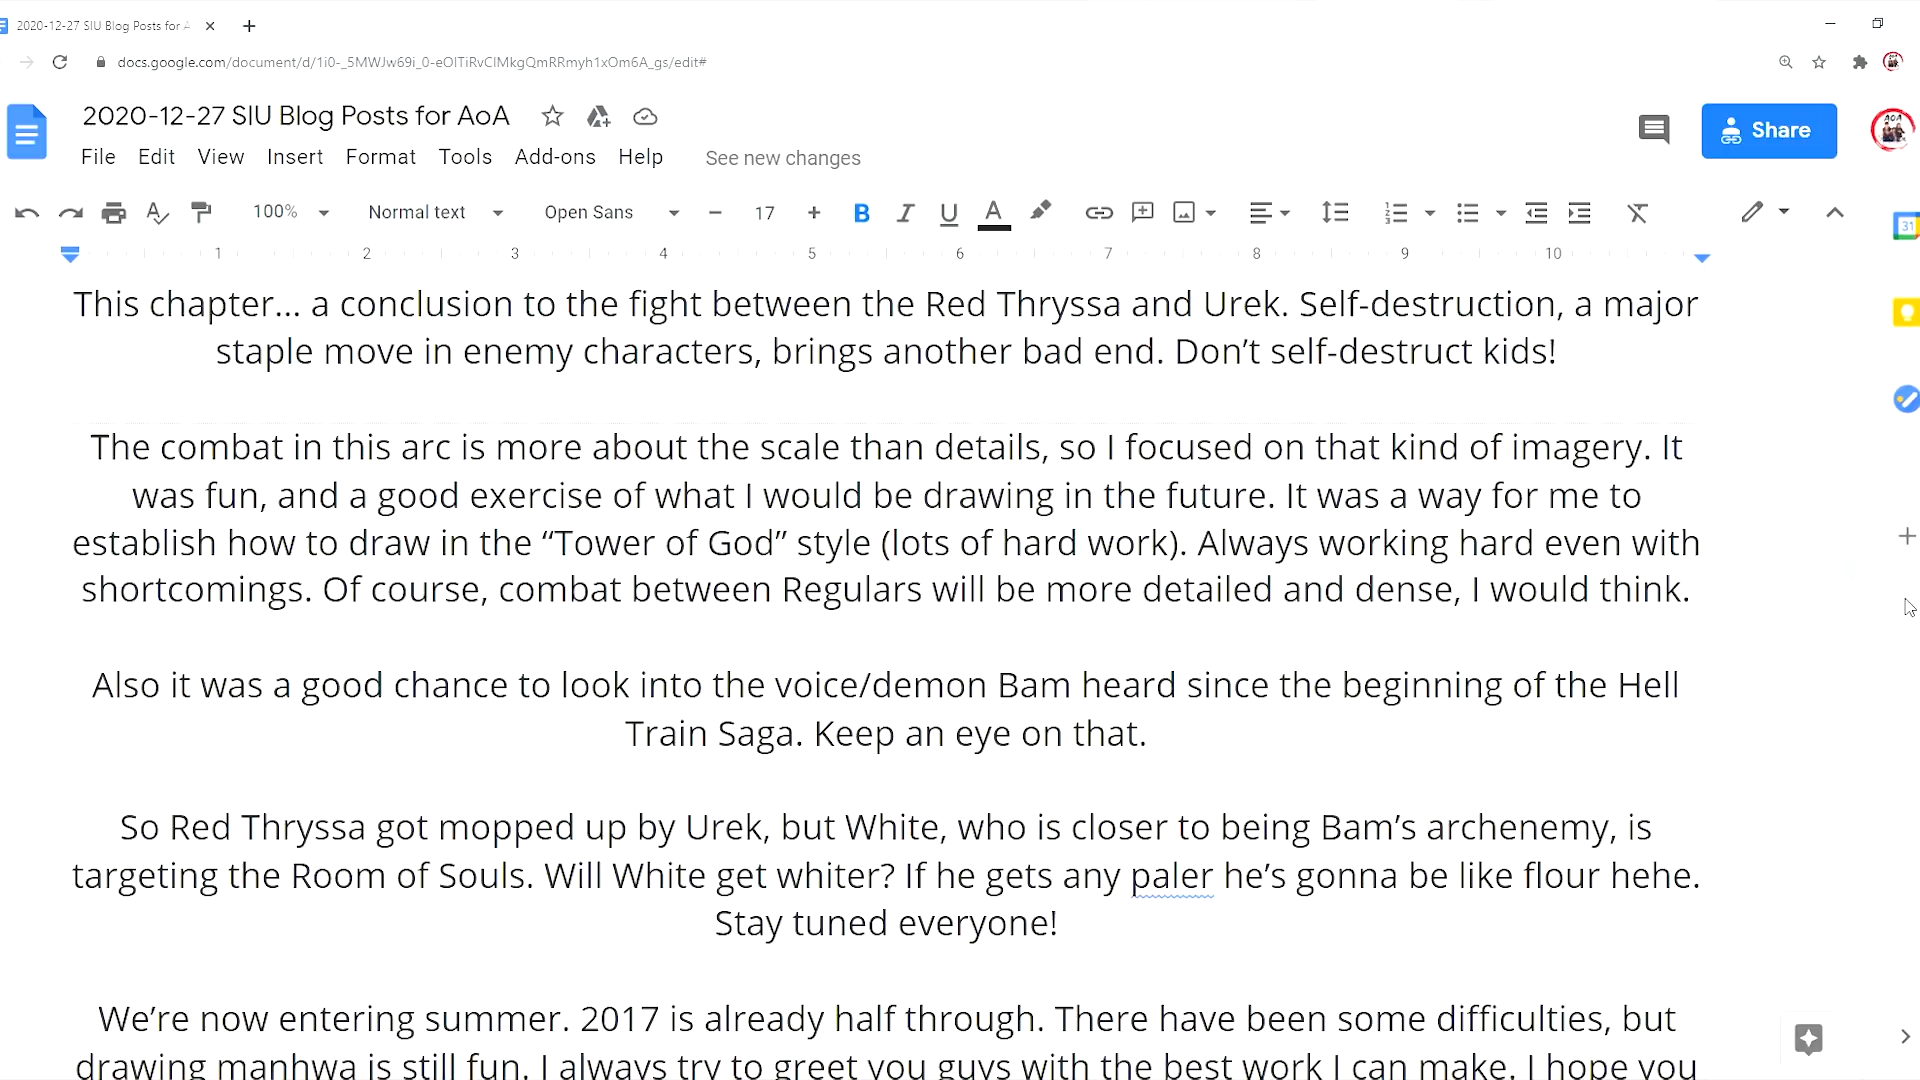 2020-12-27 SIU Blog Posts for A
docs.google.com/document/d/1i0-_5MWJw69i_0-eOlTiRvClMkgQmRRmyh1xOm6A_gs/edit#
2020-12-27 SIU Blog Posts for AoA
Share
File Edit View Insert Format Tools Add-ons Help See new changes
100% Normal text Open Sans 17 B I U A
31
1 2 3 4 5 6 7 8 9 10
This chapter... a conclusion to the fight between the Red Thryssa and Urek. Self-destruction, a major
staple move in enemy characters, brings another bad end. Don’t self-destruct kids!
The combat in this arc is more about the scale than details, so I focused on that kind of imagery. It
was fun, and a good exercise of what I would be drawing in the future. It was a way for me to
establish how to draw in the “Tower of God” style (lots of hard work). Always working hard even with
shortcomings. Of course, combat between Regulars will be more detailed and dense, I would think.
Also it was a good chance to look into the voice/demon Bam heard since the beginning of the Hell
Train Saga. Keep an eye on that.
So Red Thryssa got mopped up by Urek, but White, who is closer to being Bam’s archenemy, is
targeting the Room of Souls. Will White get whiter? If he gets any paler he’s gonna be like flour hehe.
Stay tuned everyone!
We’re now entering summer. 2017 is already half through. There have been some difficulties, but
drawing manhwa is still fun. I always try to greet you guys with the best work I can make. I hope you